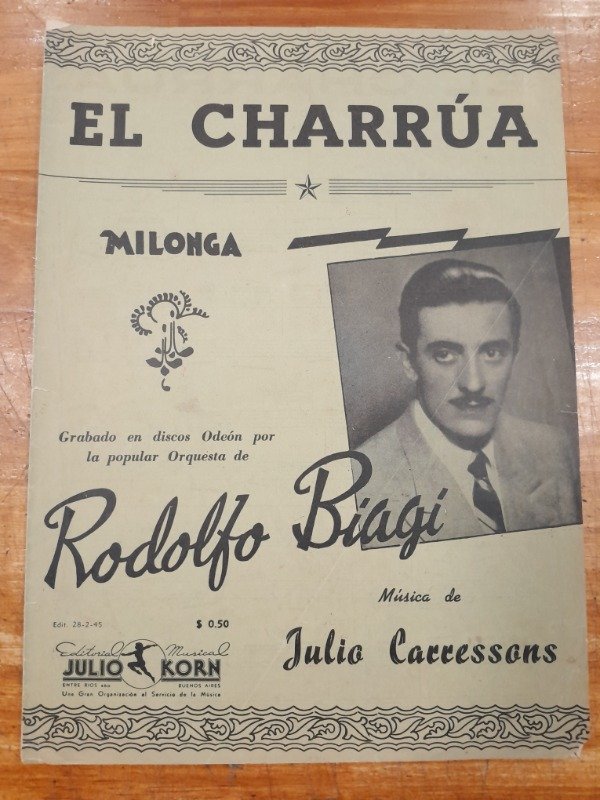 EL CHARRÚA
MILONGA
Grabado en discos Odeón por
la popular Orquesta de
Rodolfo Biagi
Música de
Julio Carressons
Edit. 28-2-45
$ 0.50
Editorial Musical
JULIO KORN
ENTRE RIOS BUENOS AIRES
Una Gran Organización al Servicio de la Música